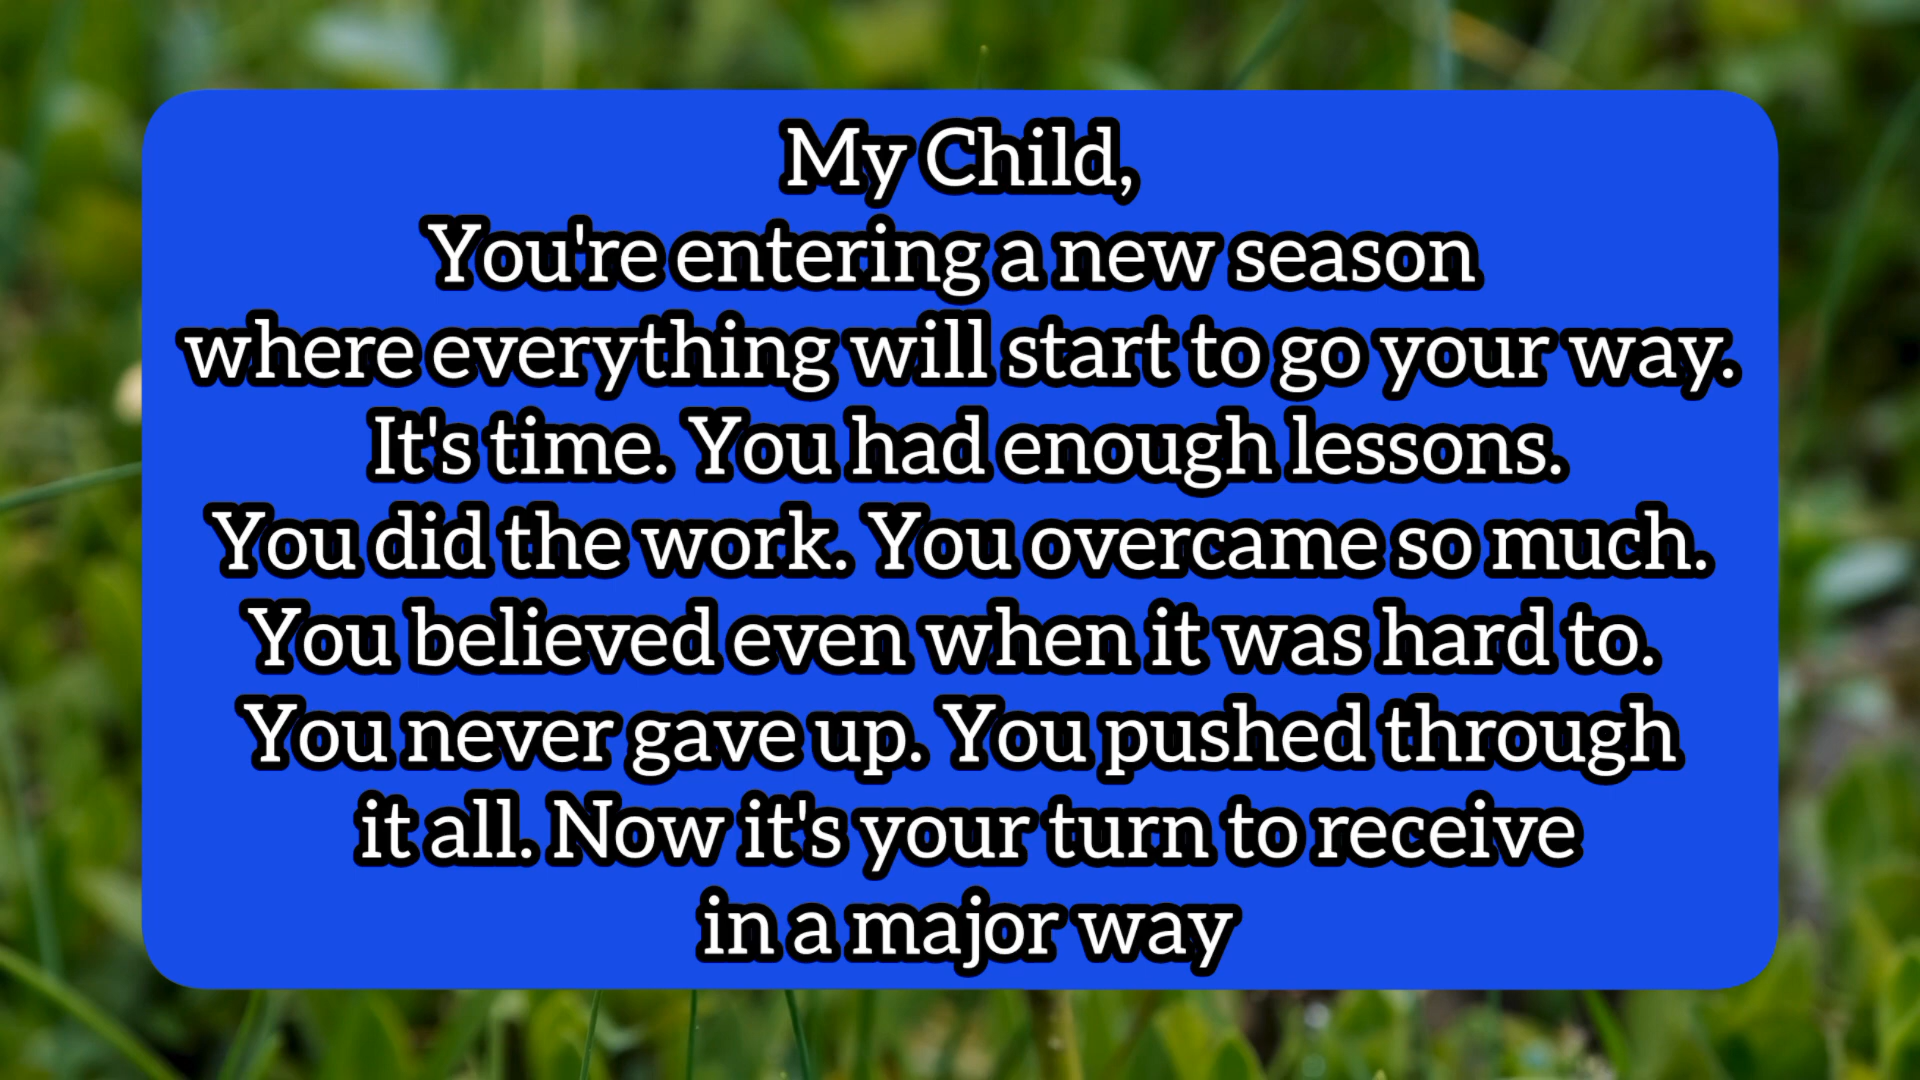 My Child,
You're entering a new season
where everything will start to go your way.
It's time. You had enough lessons.
You did the work. You overcame so much.
You believed even when it was hard to.
You never gave up. You pushed through
it all. Now it's your turn to receive
in a major way